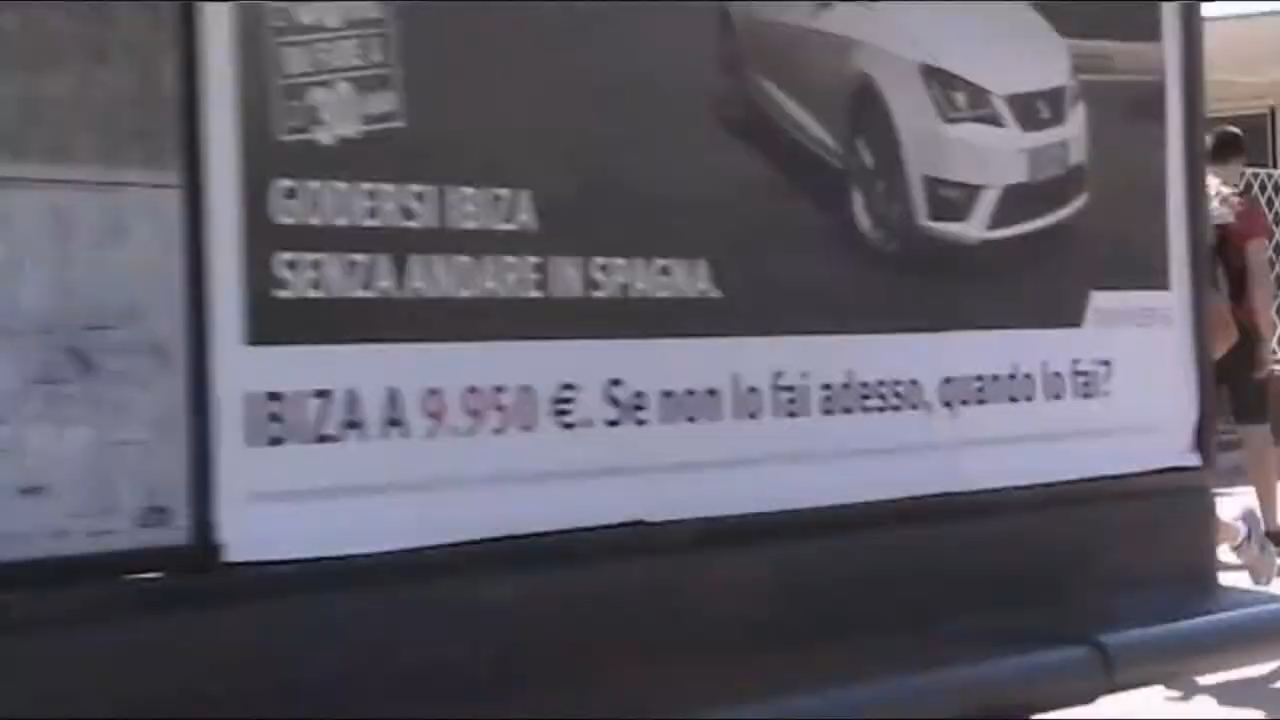 GODERSI IBIZA
SENZA ANDARE IN SPAGNA.
IBIZA A 9.950 €. Se non lo fai adesso, quando lo fai?